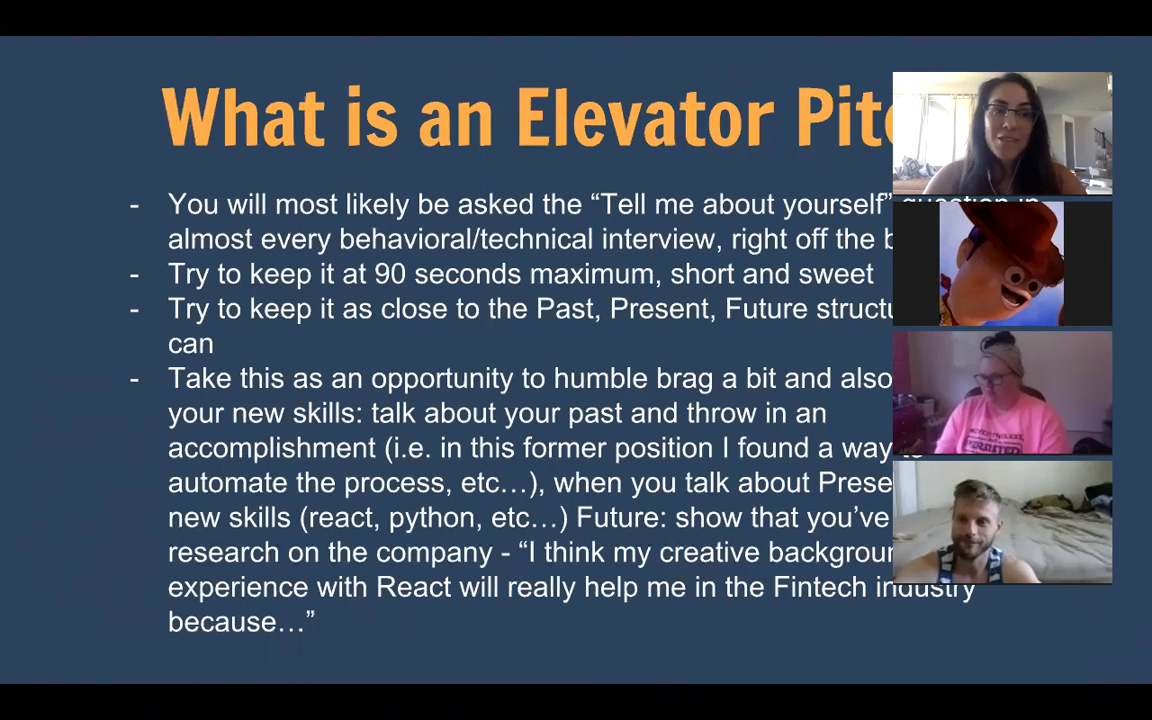 What is an Elevator
- You will most likely be asked the “Tell me about yourself” question in
almost every behavioral/technical interview, right off the
- Try to keep it at 90 seconds maximum, short and sweet
- Try to keep it as close to the Past, Present, Future
can
- Take this as an opportunity to humble brag a bit and also
your new skills: talk about your past and throw in an
accomplishment (i.e. in this former position I found a way to
automate the process, etc…), when you talk about
new skills (react, python, etc…) Future: show that you’ve
research on the company - “I think my creative
experience with React will really help me in the Fintech industry
because…”